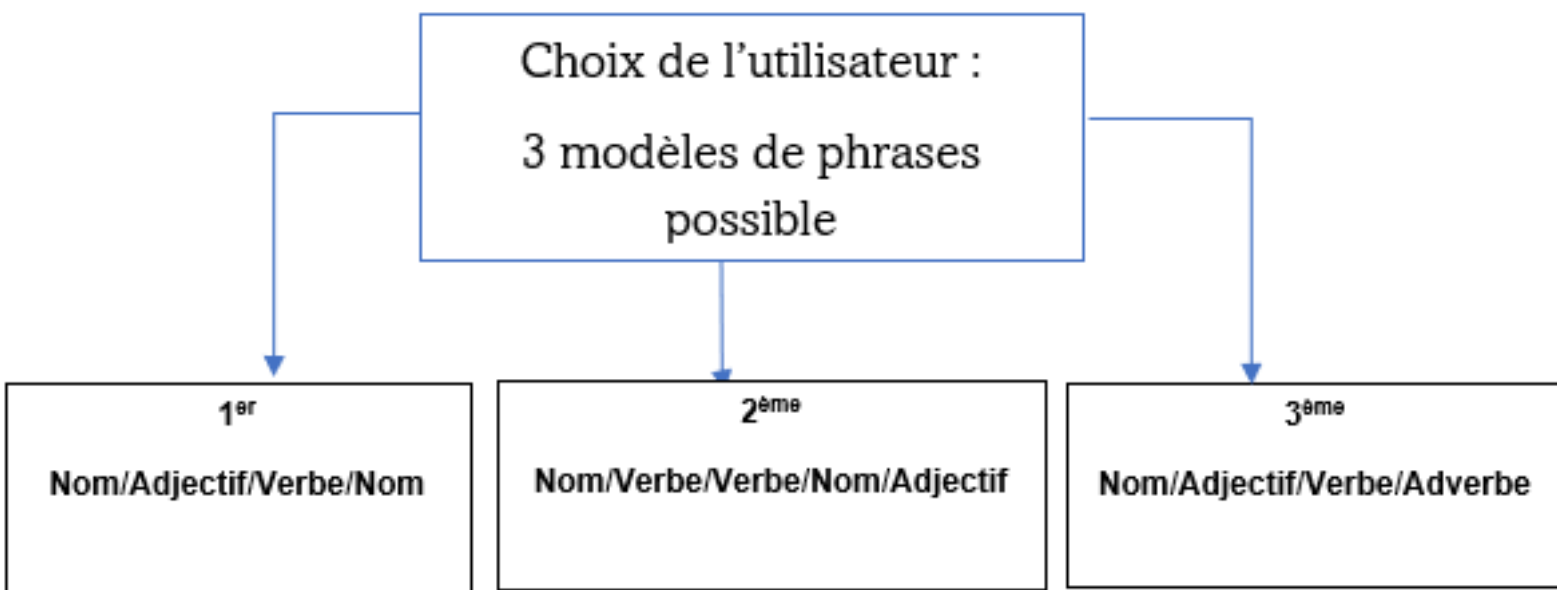 Choix de l'utilisateur :
3 modèles de phrases
possible
1er
Nom/Adjectif/Verbe/Nom
2ème
Nom/Verbe/Verbe/Nom/Adjectif
3ème
Nom/Adjectif/Verbe/Adverbe